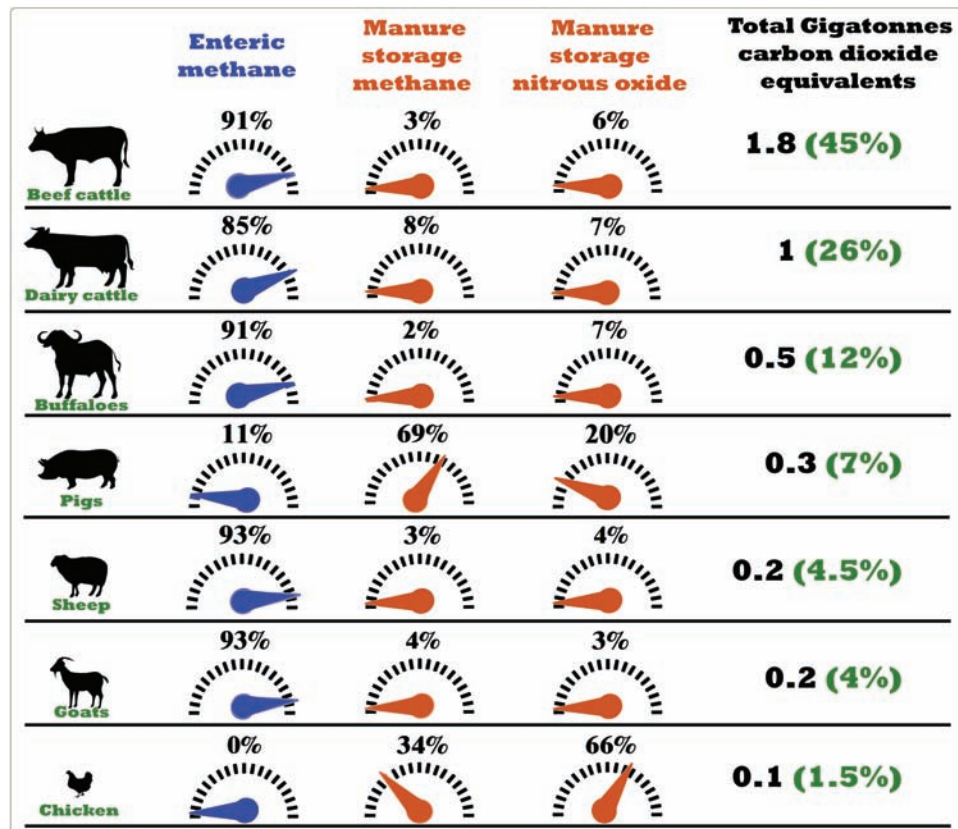 Enteric
methane
Manure
storage
methane
Manure
storage
nitrous oxide
Total Gigatonnes
carbon dioxide
equivalents
91% 3% 6%
1.8 (45%)
Beef cattle
85% 8% 7%
1 (26%)
Dairy cattle
91% 2% 7%
0.5 (12%)
Buffaloes
11% 69% 20%
0.3 (7%)
Pigs
93% 3% 4%
0.2 (4.5%)
Sheep
93% 4% 3%
0.2 (4%)
Goats
0% 34% 66%
0.1 (1.5%)
Chicken